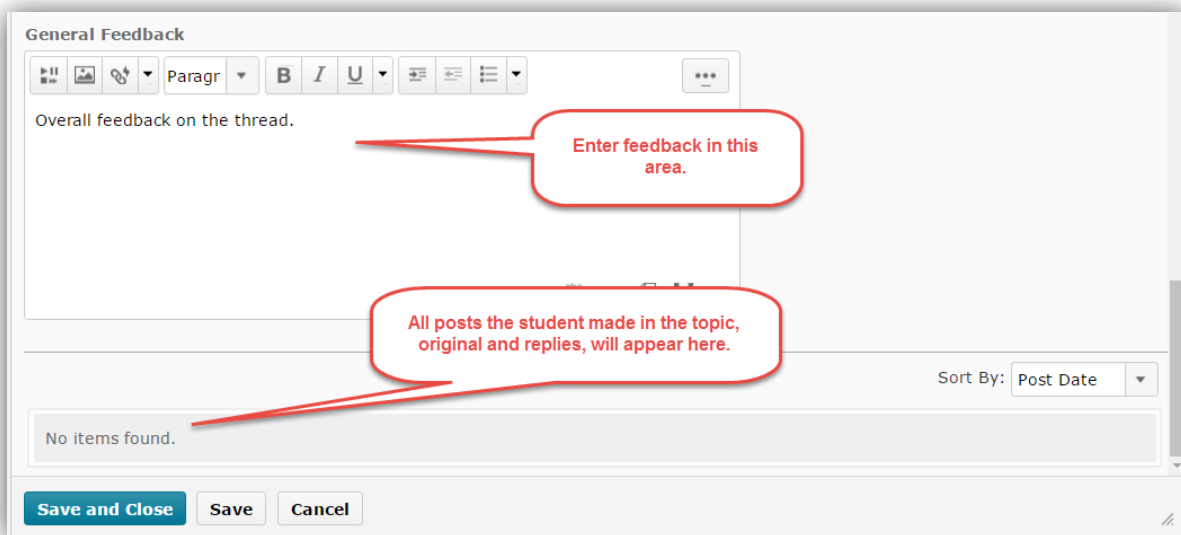 General Feedback
Paragr B I U
Overall feedback on the thread.
Enter feedback in this
area.
All posts the student made in the topic,
original and replies, will appear here.
Sort By: Post Date
No items found.
Save and Close Save Cancel